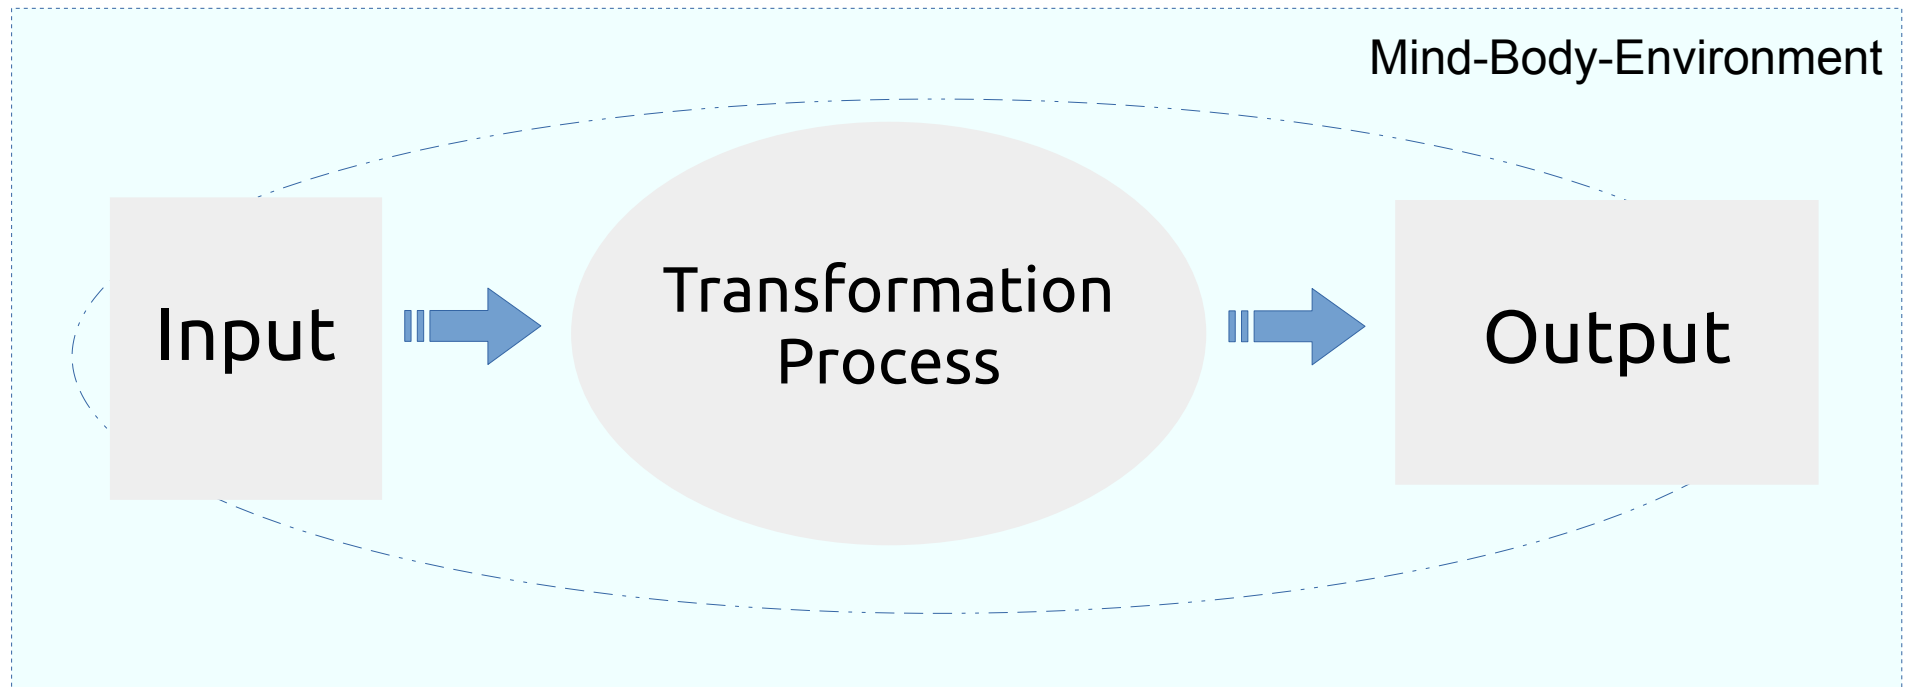 Mind-Body-Environment
Input
Transformation
Process
Output